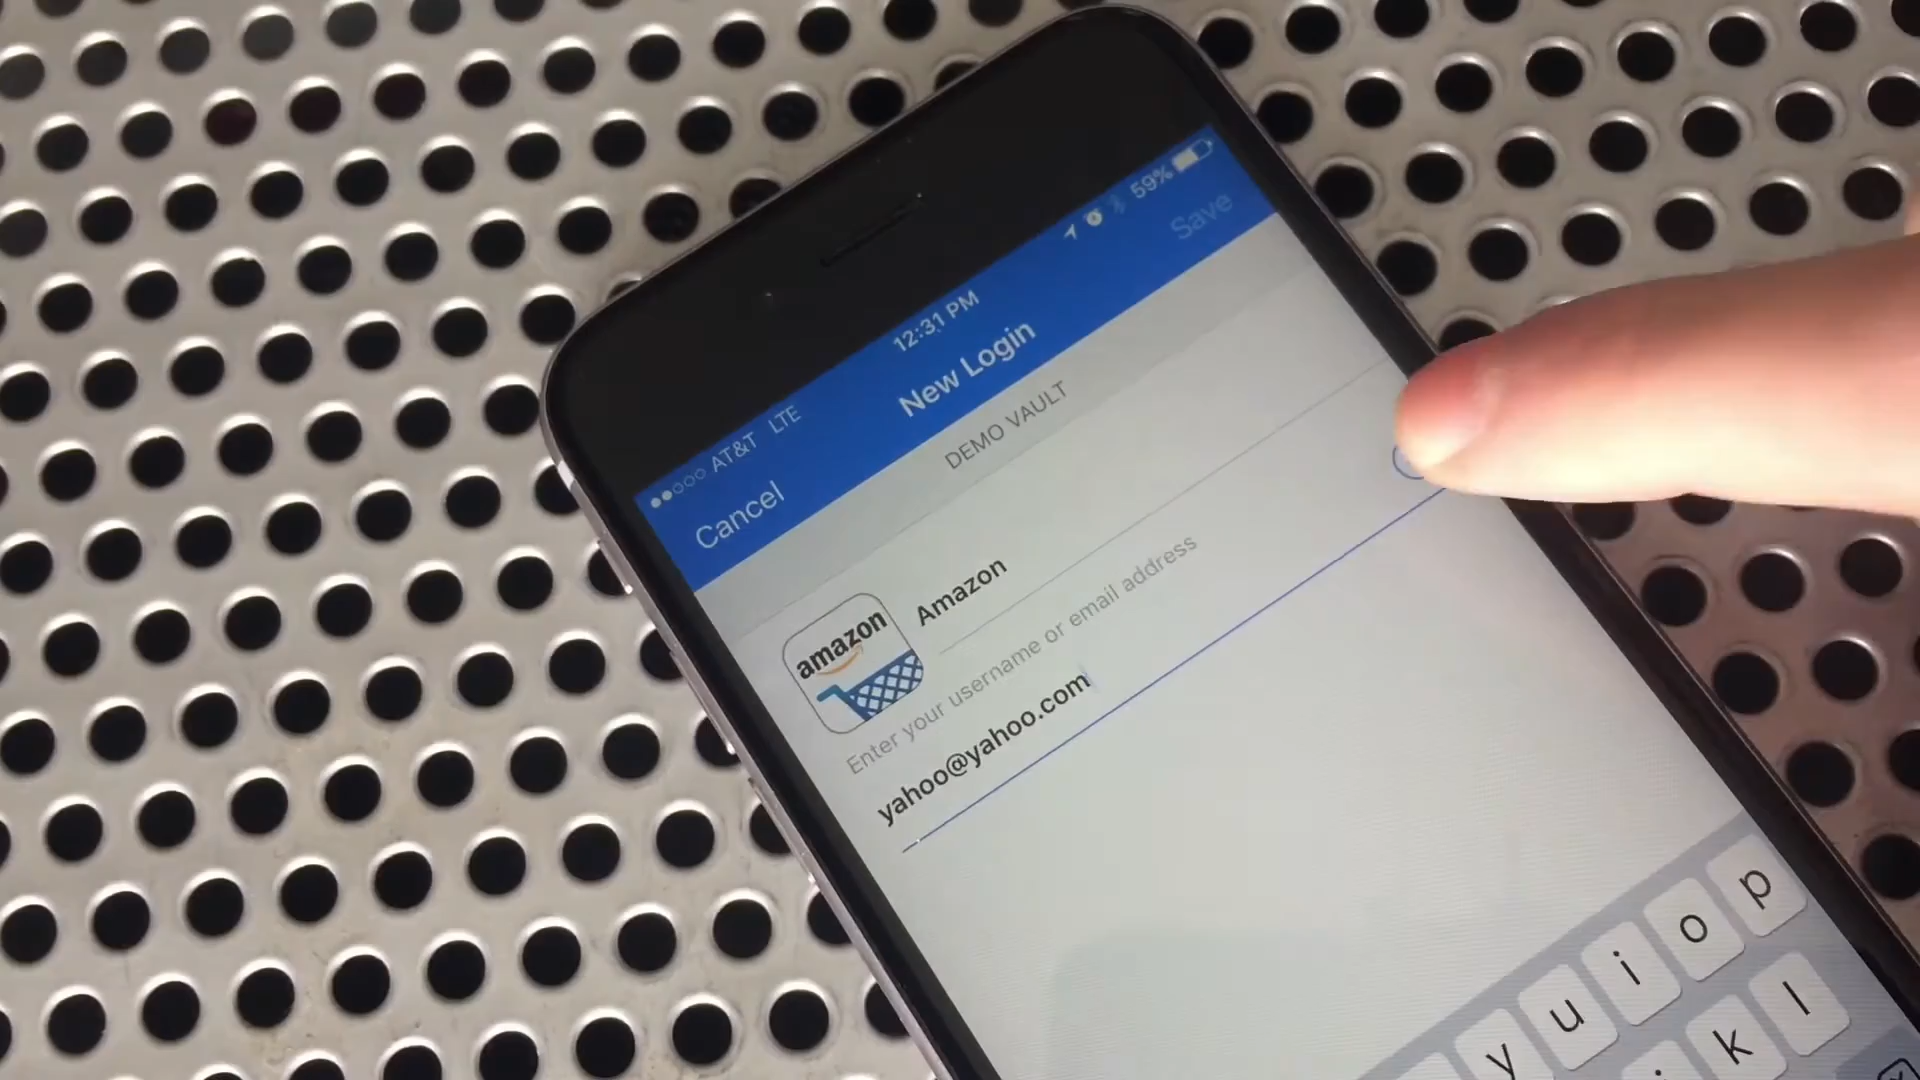 AT&T LTE
12:31 PM
59%
Cancel
New Login
Save
DEMO VAULT
amazon
Amazon
Enter your username or email address
yahoo@yahoo.com
y u i o p
k l